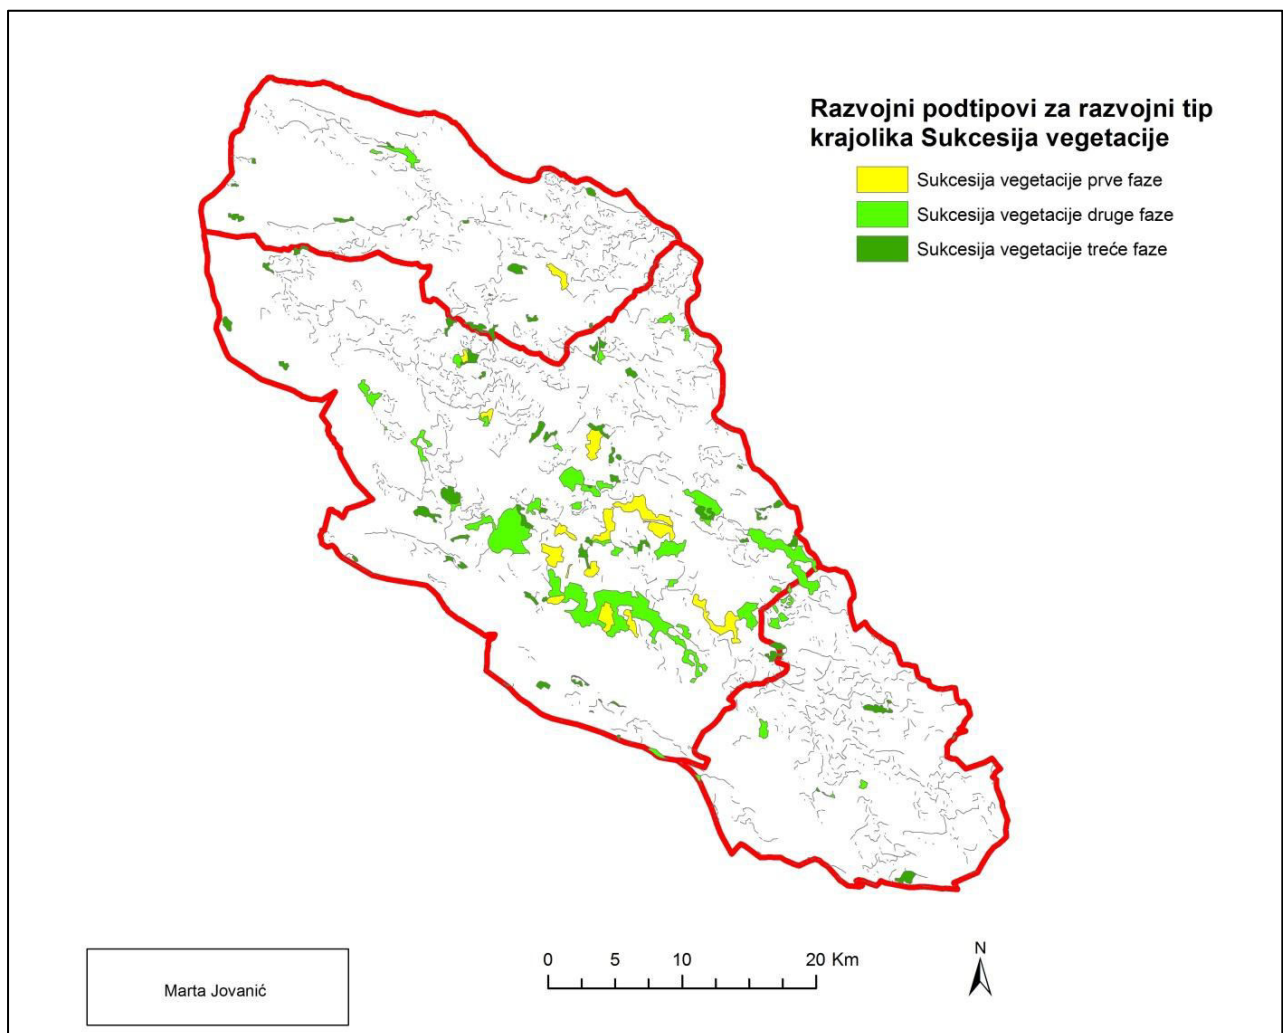 Razvojni podtipovi za razvojni tip
krajolika Sukcesija vegetacije
Sukcesija vegetacije prve faze
Sukcesija vegetacije druge faze
Sukcesija vegetacije treće faze
Marta Jovanić
0 5 10 20 Km
N